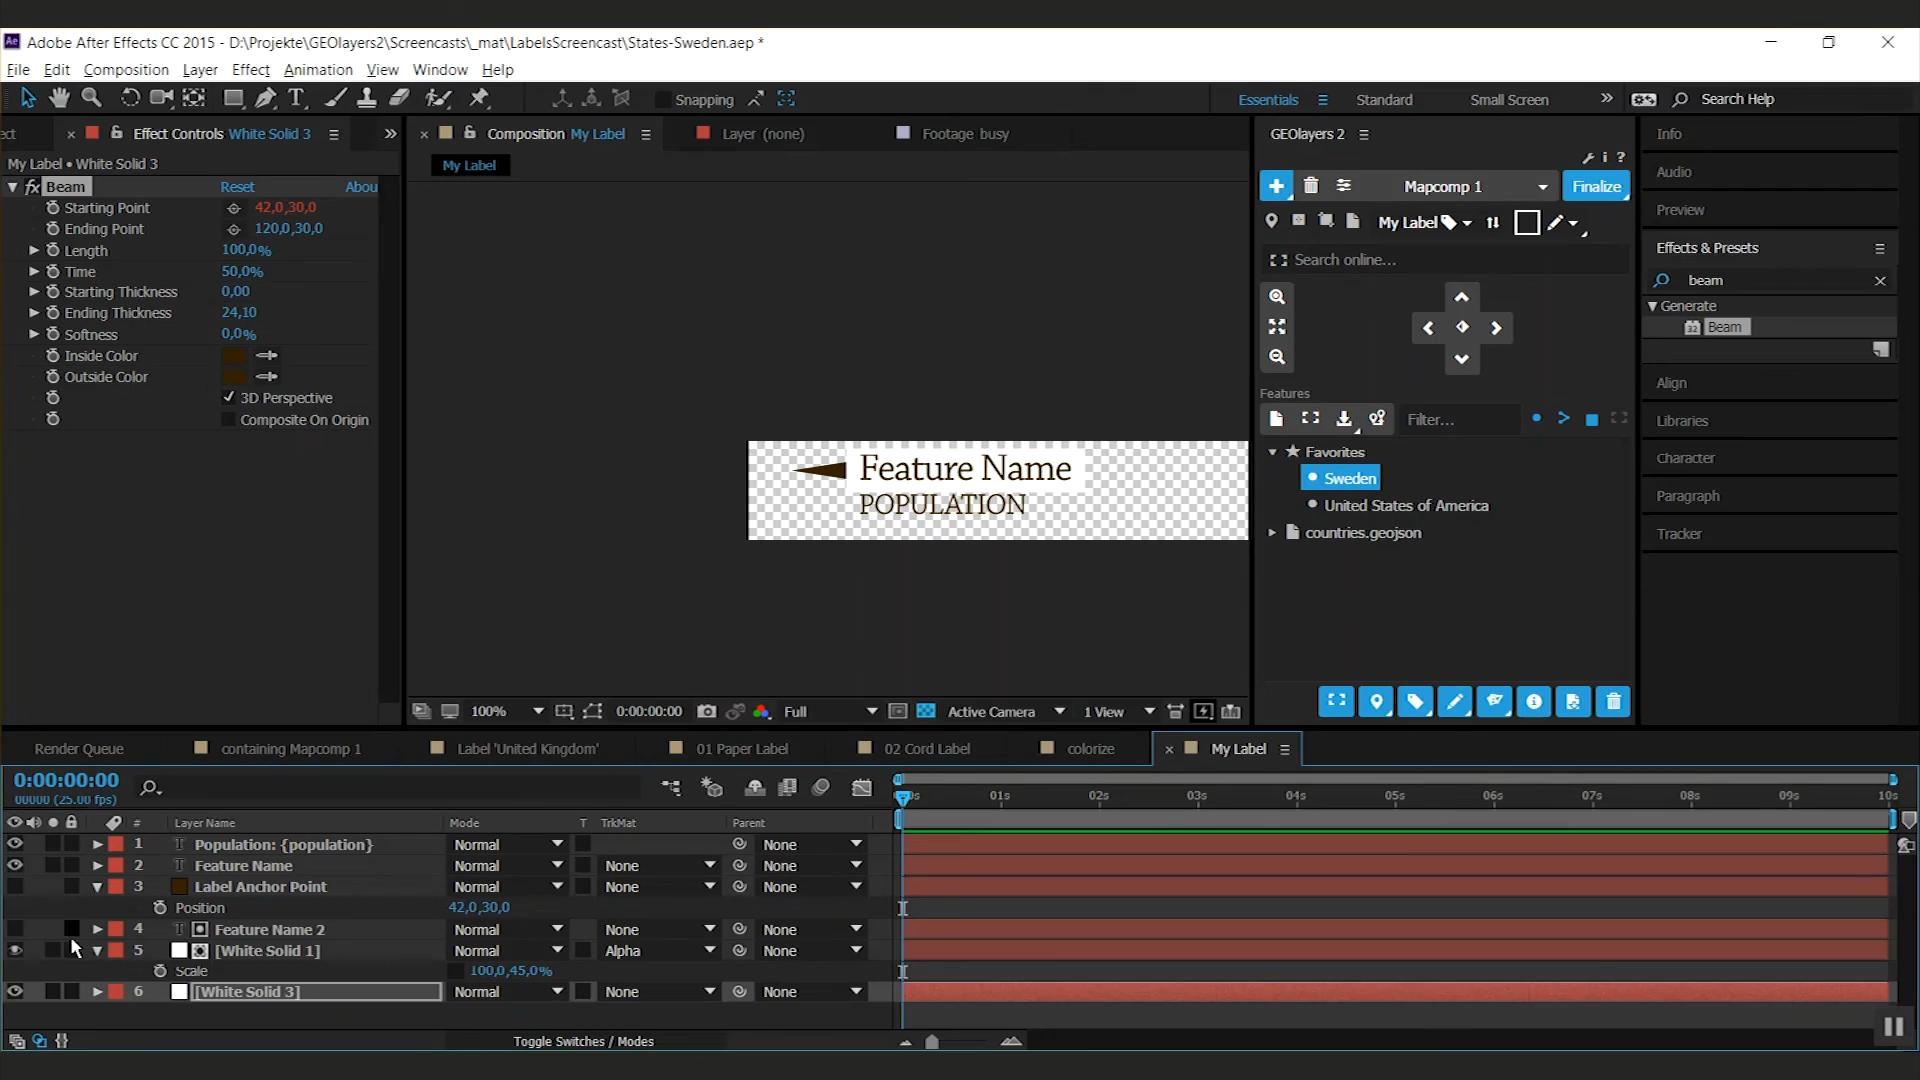 Adobe After Effects CC 2015 - D:\Projekte\GEOlayers2\Screencasts\_mat\LabelsScreencast\States-Sweden.aep *
File Edit Composition Layer Effect Animation View Window Help
Snapping
Essentials
Standard
Small Screen
Search Help
Effect Controls White Solid 3
Composition My Label
Layer (none)
Footage busy
GEOlayers 2
Info
My Label • White Solid 3
My Label
Audio
fx Beam Reset Abou
Mapcomp 1
Finalize
Starting Point 42,0,30,0
Preview
Ending Point 120,0,30,0
My Label
Length 100,0%
Effects & Presets
Search online...
Time 50,0%
beam
Starting Thickness 0,00
Generate
Ending Thickness 24,10
Beam
Softness 0,0%
Inside Color
Outside Color
Align
3D Perspective
Features
Composite On Origin
Filter...
Libraries
Favorites
Character
Feature Name
Sweden
POPULATION
United States of America
Paragraph
countries.geojson
Tracker
100%
0:00:00:00
Full
Active Camera
1 View
Render Queue
containing Mapcomp 1
Label 'United Kingdom'
01 Paper Label
02 Cord Label
colorize
My Label
0:00:00:00
00000 (25.00 fps)
01s 02s 03s 04s 05s 06s 07s 08s 09s 10s
# Layer Name Mode T TrkMat Parent
1 T Population: {population} Normal None
2 T Feature Name Normal None None
3 Label Anchor Point Normal None None
Position 42,0,30,0
4 T Feature Name 2 Normal None None
5 [White Solid 1] Normal Alpha None
Scale 100,0,45,0%
6 [White Solid 3] Normal None None
Toggle Switches / Modes